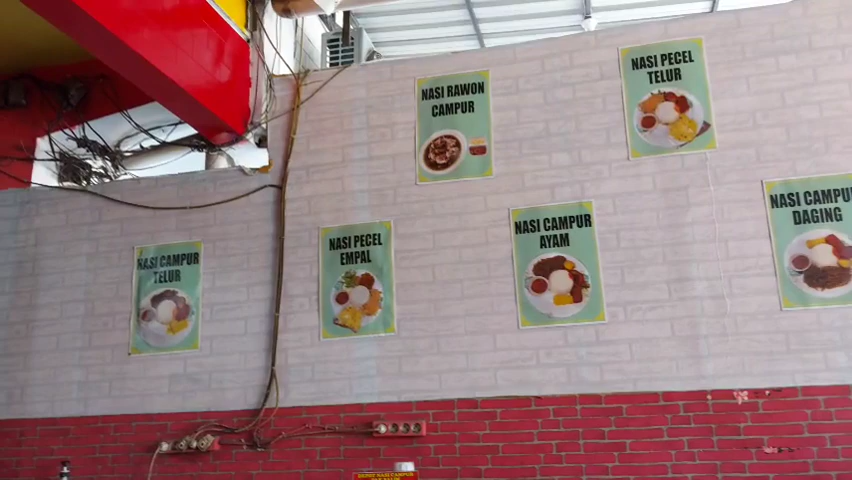 NASI RAWON
CAMPUR
NASI PECEL
TELUR
NASI CAMPUR
TELUR
NASI PECEL
EMPAL
NASI CAMPUR
AYAM
NASI CAMPUR
DAGING